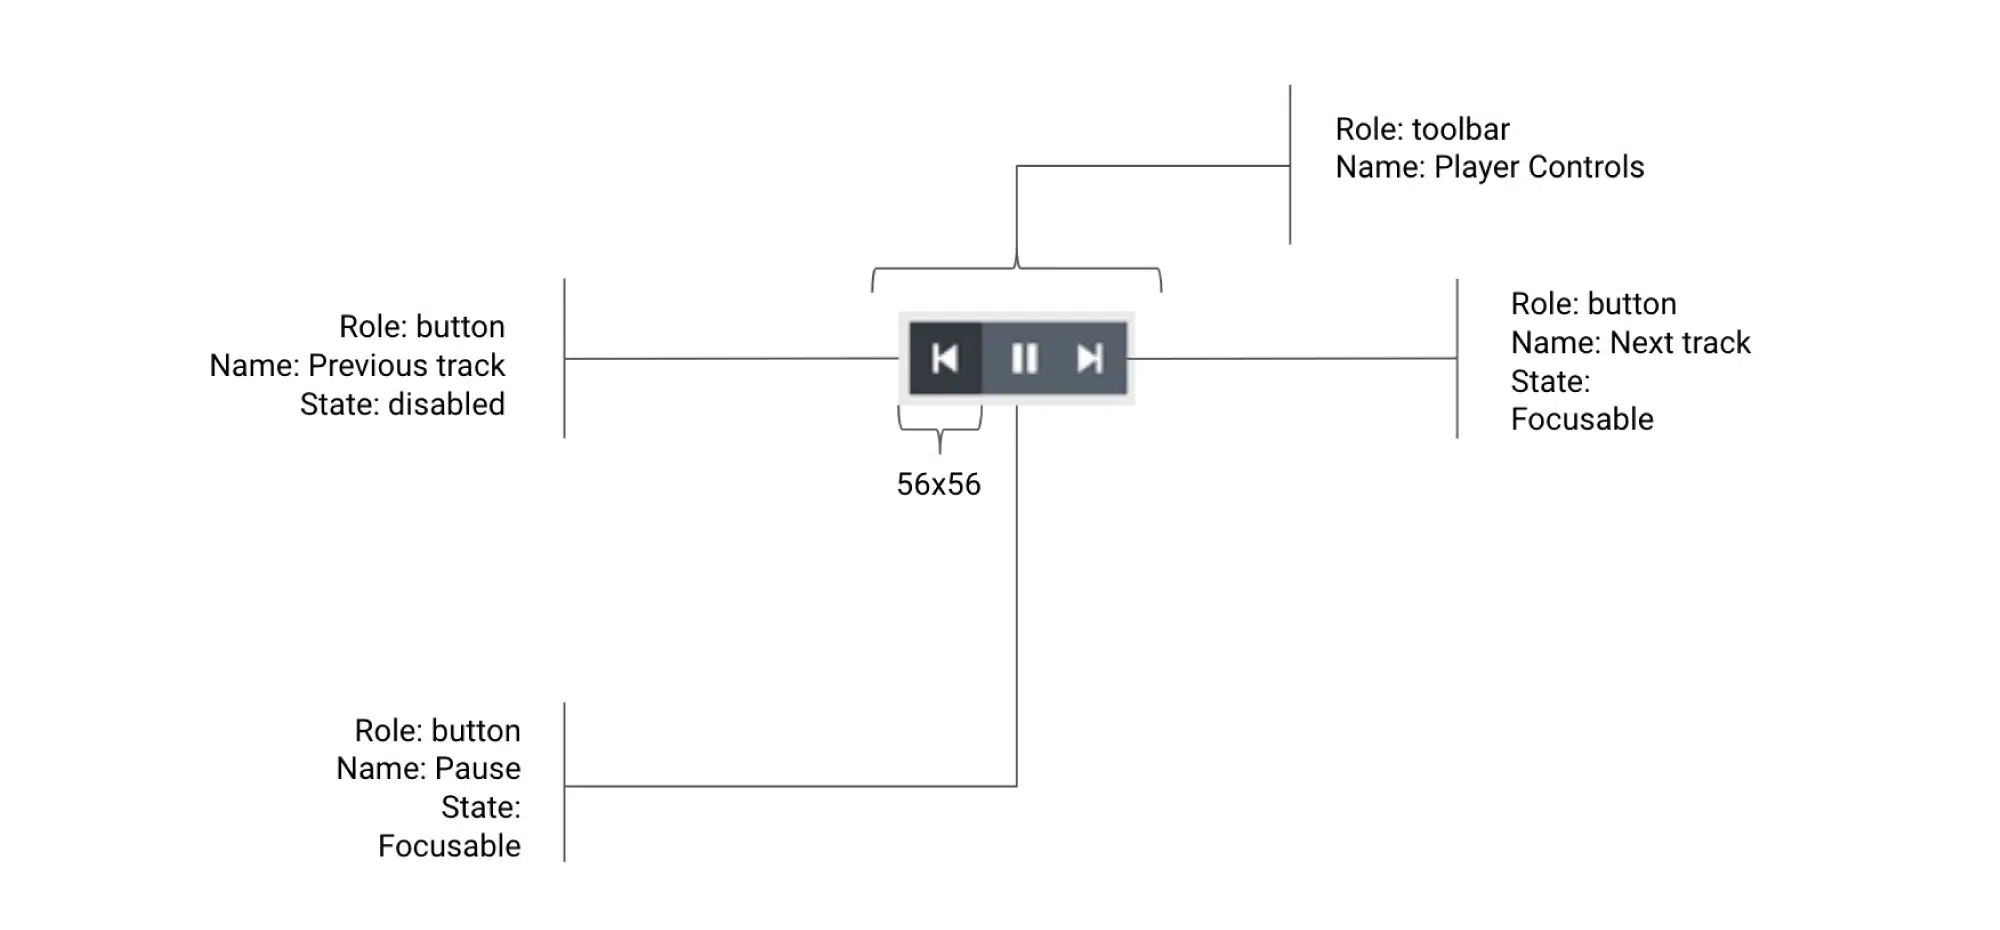 Role: toolbar
Name: Player Controls
Role: button
Name: Previous track
State: disabled
Role: button
Name: Next track
State:
Focusable
56x56
Role: button
Name: Pause
State:
Focusable